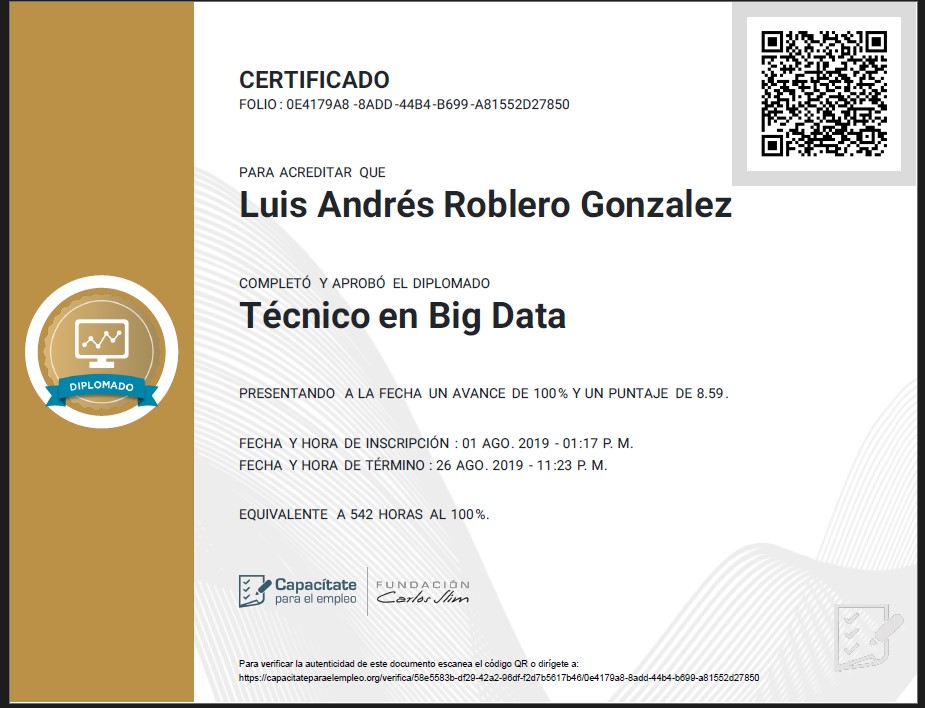 CERTIFICADO
FOLIO : 0E4179A8 -8ADD -44B4-B699 -A81552D27850
PARA ACREDITAR QUE
Luis Andrés Roblero Gonzalez
COMPLETÓ Y APROBÓ EL DIPLOMADO
Técnico en Big Data
DIPLOMADO
PRESENTANDO A LA FECHA UN AVANCE DE 100% Y UN PUNTAJE DE 8.59.
FECHA Y HORA DE INSCRIPCIÓN : 01 AGO. 2019 - 01:17 P. M.
FECHA Y HORA DE TÉRMINO : 26 AGO. 2019 - 11:23 P. M.
EQUIVALENTE A 542 HORAS AL 100%.
Capacítate
para el empleo
FUNDACIÓN
Carlos Slim
Para verificar la autenticidad de este documento escanea el código QR o dirígete a:
https://capacitateparaelempleo.org/verifica/58e5583b-df29-42a2-96df-f2d7b5617b46/0e4179a8-8add-44b4-b699-a81552d27850